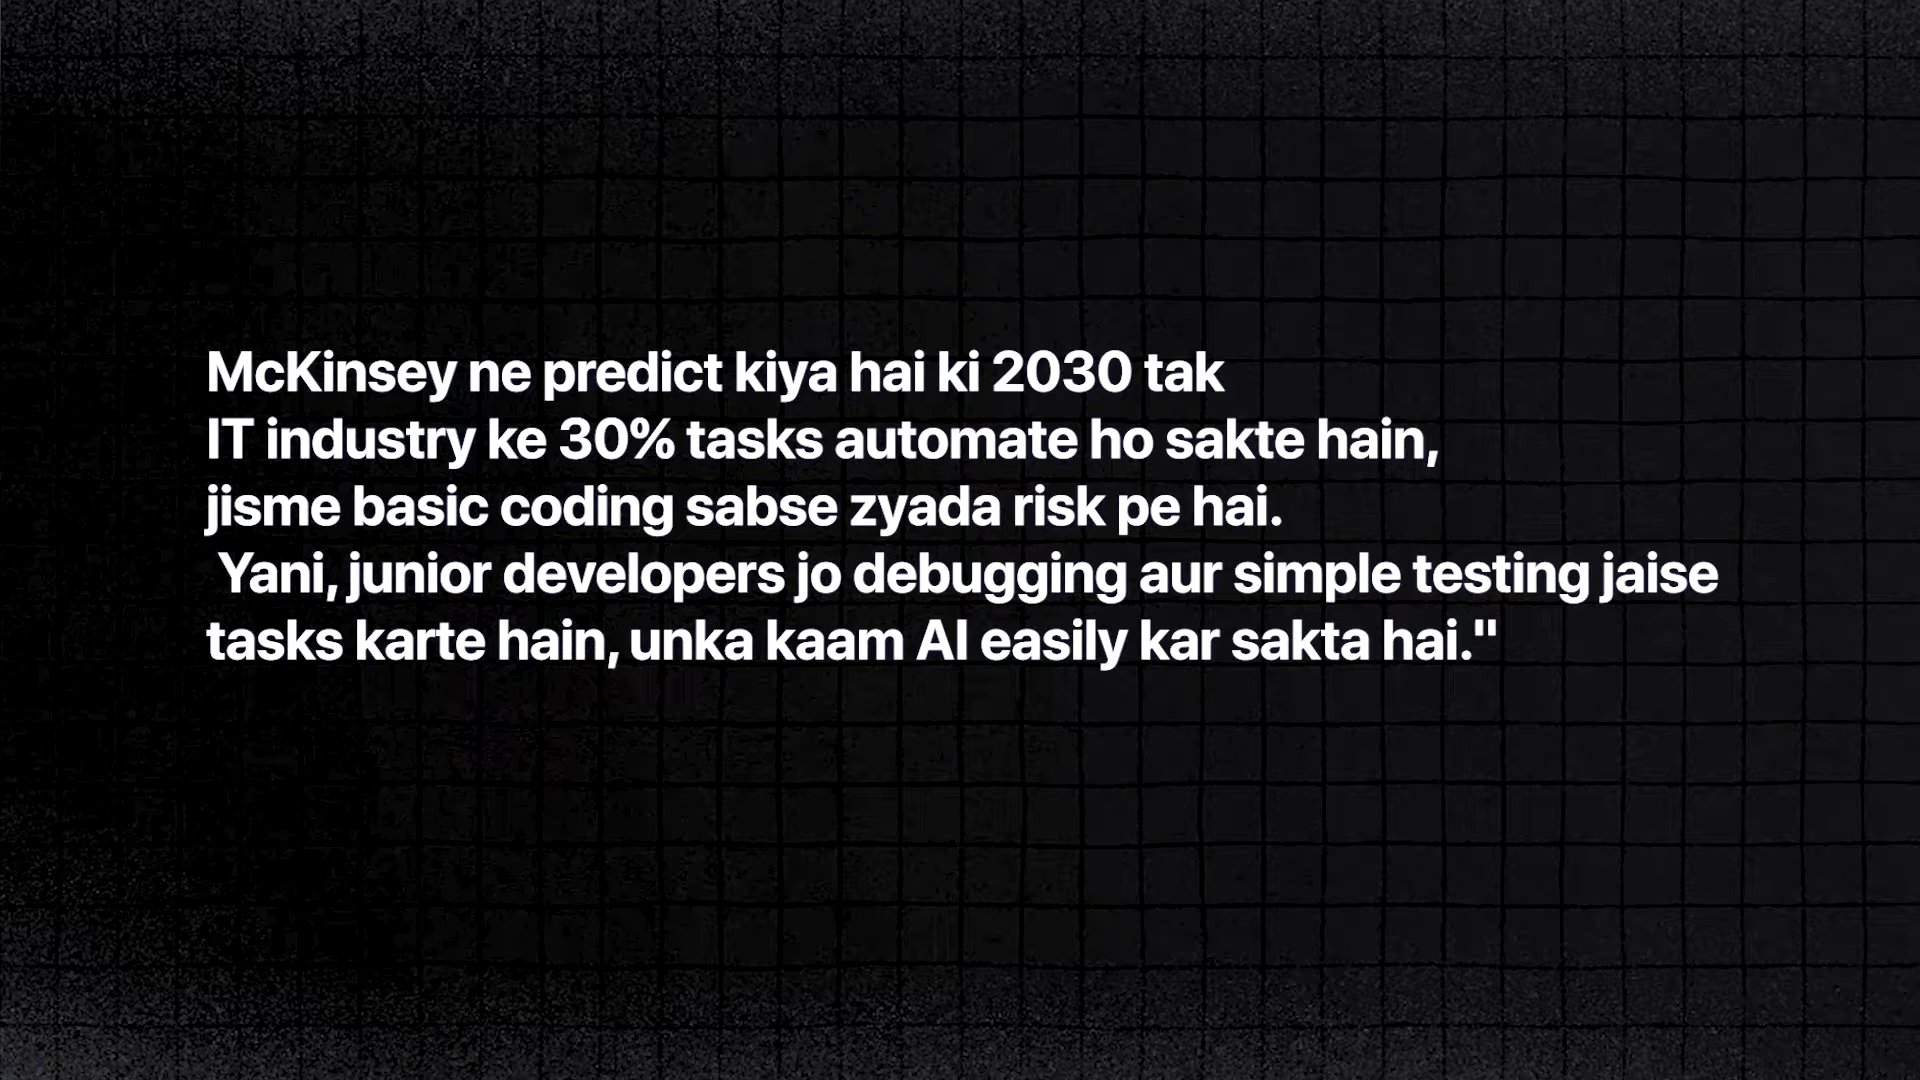 McKinsey ne predict kiya hai ki 2030 tak
IT industry ke 30% tasks automate ho sakte hain,
jisme basic coding sabse zyada risk pe hai.
Yani, junior developers jo debugging aur simple testing jaise
tasks karte hain, unka kaam AI easily kar sakta hai."